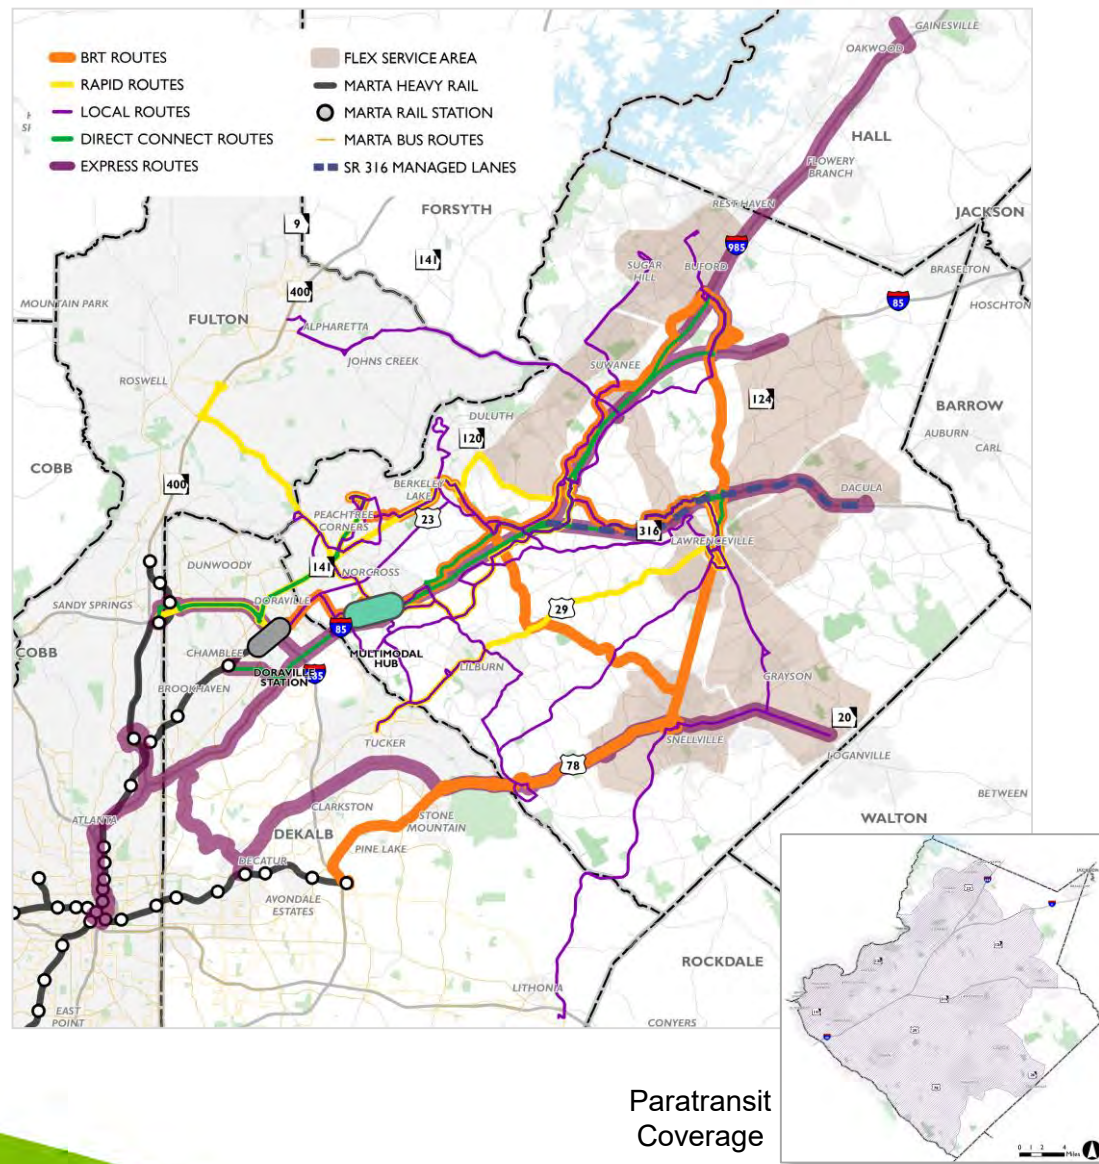 BRT ROUTES
RAPID ROUTES
LOCAL ROUTES
DIRECT CONNECT ROUTES
EXPRESS ROUTES
FLEX SERVICE AREA
MARTA HEAVY RAIL
MARTA RAIL STATION
MARTA BUS ROUTES
SR 316 MANAGED LANES
GAINESVILLE
OAKWOOD
HALL
FLOWERY
BRANCH
REST HAVEN
FORSYTH
JACKSON
9
141
985
SUGAR
HILL
BUFORD
BRASELTON
HOSCHTON
85
400
MOUNTAIN PARK
FULTON
ALPHARETTA
JOHNS CREEK
SUWANEE
ROSWELL
124
BARROW
DULUTH
120
AUBURN
CARL
COBB
400
BERKELEY
LAKE
DACULA
PEACHTREE
CORNERS
23
316
LAWRENCEVILLE
DUNWOODY
141
NORCROSS
SANDY SPRINGS
DORAVILLE
29
85
COBB
CHAMBLEE
MULTIMODAL
HUB
LILBURN
DORAVILLE
STATION
BROOKHAVEN
GRAYSON
20
TUCKER
SNELLVILLE
LOGANVILLE
78
BETWEEN
CLARKSTON
STONE
MOUNTAIN
ATLANTA
DEKALB
PINE LAKE
WALTON
DECATUR
AVONDALE
ESTATES
ROCKDALE
LITHONIA
EAST
POINT
CONYERS
Paratransit
Coverage
0 1 2 4
Miles